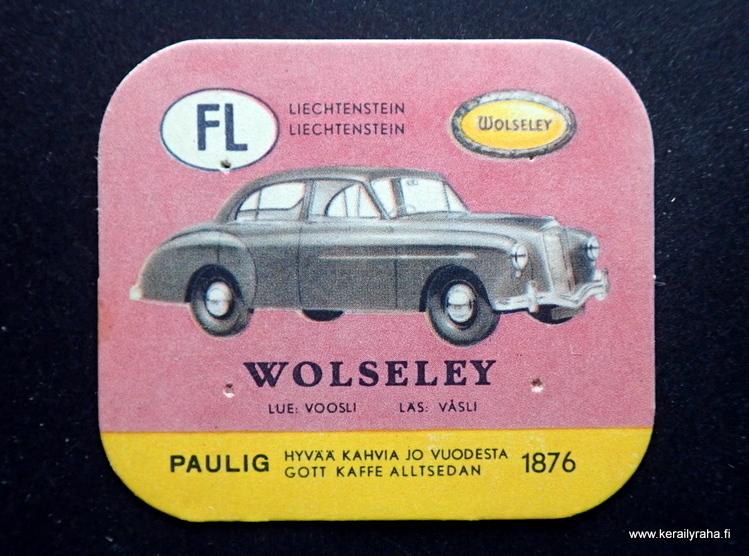 FL
LIECHTENSTEIN
LIECHTENSTEIN
WOLSELEY
WOLSELEY
LUE: VOOSLI LÄS: VÅSLI
PAULIG
HYVÄÄ KAHVIA JO VUODESTA
GOTT KAFFE ALLTSEDAN
1876
www.kerailyraha.fi